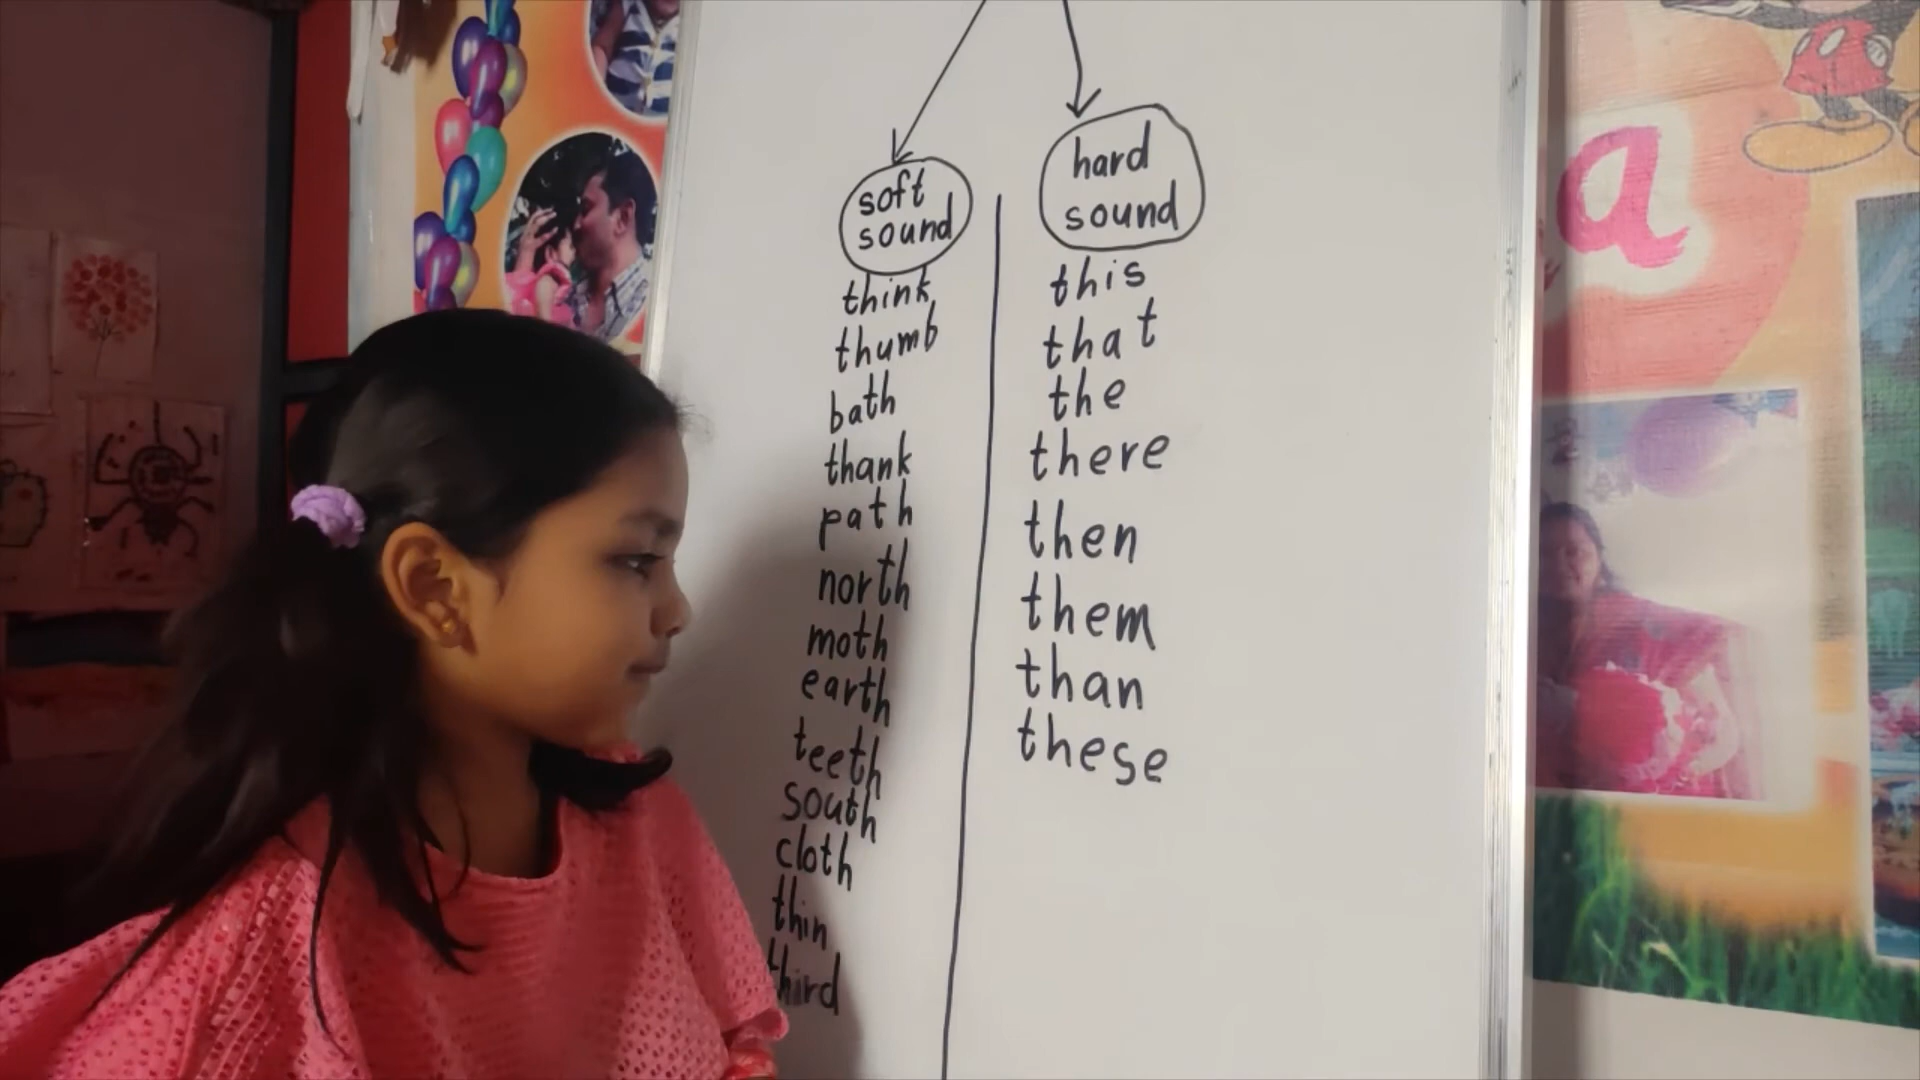 soft
sound
think
thumb
bath
thank
path
north
moth
earth
teeth
south
cloth
thin
third
hard
sound
this
that
the
there
then
them
than
these
a